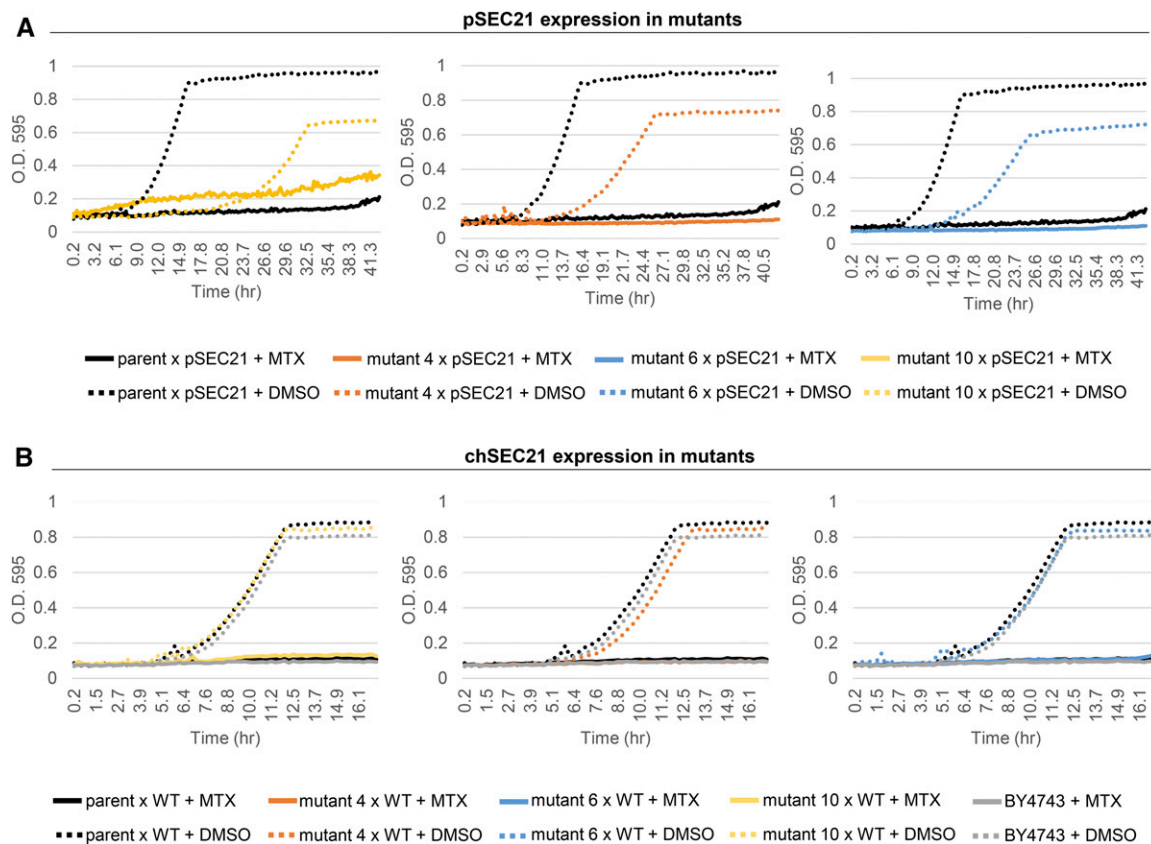 A
pSEC21 expression in mutants
1
0.8
0.6
0.4
0.2
0
O.D. 595
0.2 3.2 6.1 9.0 12.0 14.9 17.8 20.8 23.7 26.6 29.6 32.5 35.4 38.3 41.3
Time (hr)
1
0.8
0.6
0.4
0.2
0
O.D. 595
0.2 2.9 5.6 8.3 11.0 13.7 16.4 19.1 21.7 24.4 27.1 29.8 32.5 35.2 37.8 40.5
Time (hr)
1
0.8
0.6
0.4
0.2
0
O.D. 595
0.2 3.2 6.1 9.0 12.0 14.9 17.8 20.8 23.7 26.6 29.6 32.5 35.4 38.3 41.3
Time (hr)
parent x pSEC21 + MTX mutant 4 x pSEC21 + MTX mutant 6 x pSEC21 + MTX mutant 10 x pSEC21 + MTX
parent x pSEC21 + DMSO mutant 4 x pSEC21 + DMSO mutant 6 x pSEC21 + DMSO mutant 10 x pSEC21 + DMSO
B
chSEC21 expression in mutants
1
0.8
0.6
0.4
0.2
0
O.D. 595
0.2 1.5 2.7 3.9 5.1 6.4 7.6 8.8 10.0 11.3 12.5 13.7 14.9 16.1
Time (hr)
1
0.8
0.6
0.4
0.2
0
O.D. 595
0.2 1.5 2.7 3.9 5.1 6.4 7.6 8.8 10.0 11.3 12.5 13.7 14.9 16.1
Time (hr)
1
0.8
0.6
0.4
0.2
0
O.D. 595
0.2 1.5 2.7 3.9 5.1 6.4 7.6 8.8 10.0 11.3 12.5 13.7 14.9 16.1
Time (hr)
parent x WT + MTX mutant 4 x WT + MTX mutant 6 x WT + MTX mutant 10 x WT + MTX BY4743 + MTX
parent x WT + DMSO mutant 4 x WT + DMSO mutant 6 x WT + DMSO mutant 10 x WT + DMSO BY4743 + DMSO